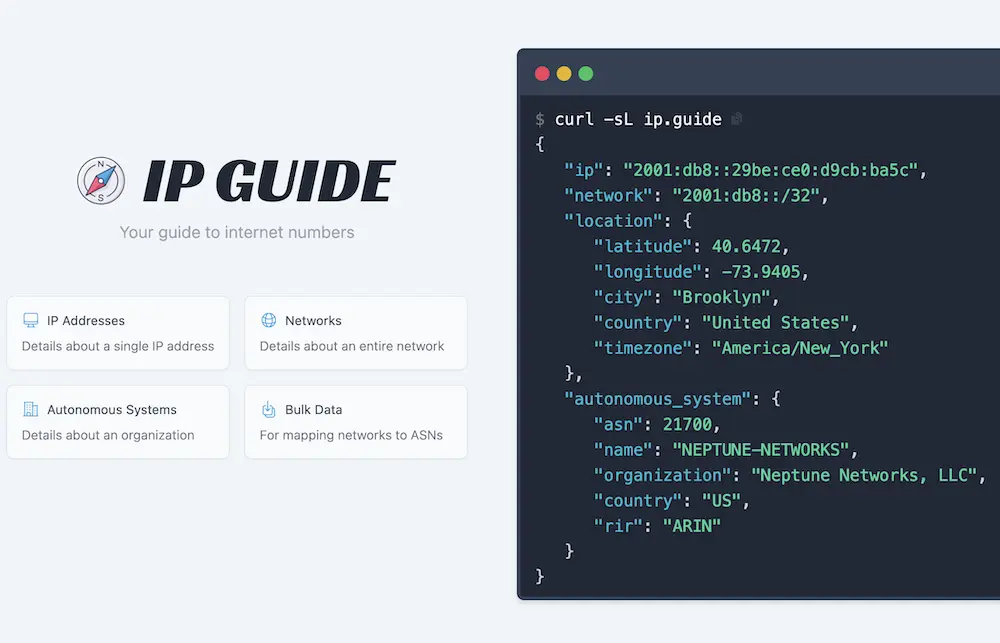 N
S
IP GUIDE
Your guide to internet numbers
IP Addresses
Details about a single IP address
Networks
Details about an entire network
Autonomous Systems
Details about an organization
Bulk Data
For mapping networks to ASNs
$ curl -sL ip.guide
{
"ip": "2001:db8::29be:ce0:d9cb:ba5c",
"network": "2001:db8::/32",
"location": {
"latitude": 40.6472,
"longitude": -73.9405,
"city": "Brooklyn",
"country": "United States",
"timezone": "America/New_York"
},
"autonomous_system": {
"asn": 21700,
"name": "NEPTUNE-NETWORKS",
"organization": "Neptune Networks, LLC",
"country": "US",
"rir": "ARIN"
}
}